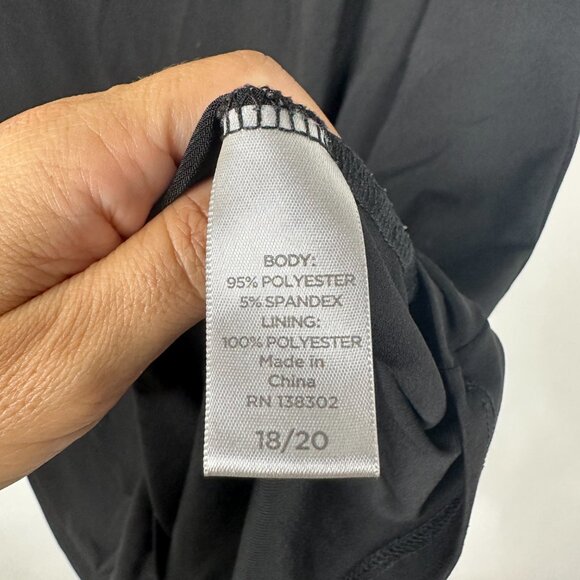 BODY:
95% POLYESTER
5% SPANDEX
LINING:
100% POLYESTER
Made in
China
RN 138302
18/20